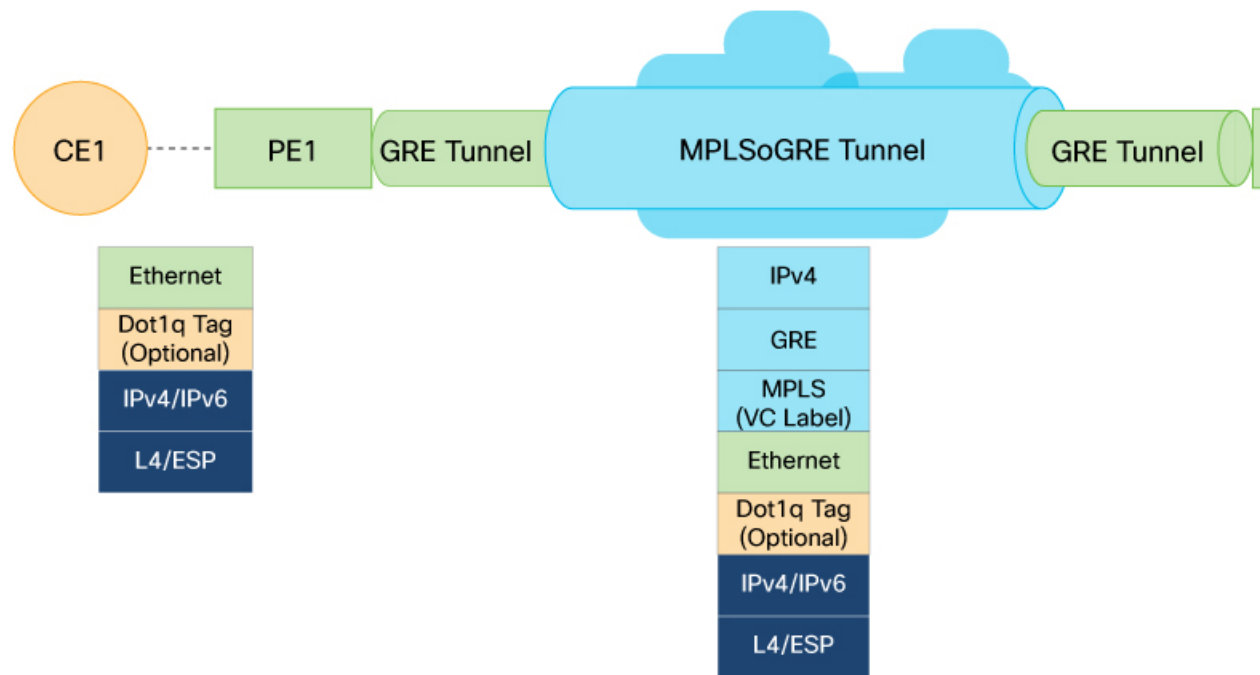 CE1
PE1
GRE Tunnel
MPLSoGRE Tunnel
GRE Tunnel
Ethernet
Dot1q Tag
(Optional)
IPv4/IPv6
L4/ESP
IPv4
GRE
MPLS
(VC Label)
Ethernet
Dot1q Tag
(Optional)
IPv4/IPv6
L4/ESP